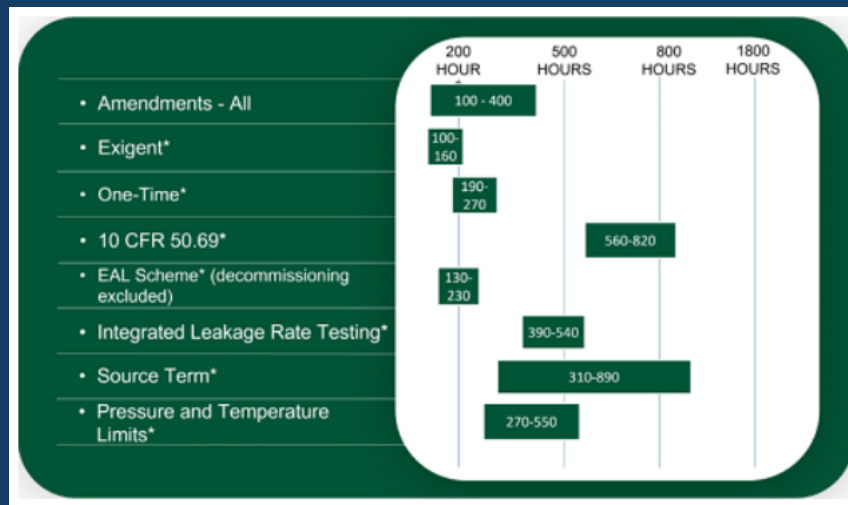 200 500 800 1800
HOUR HOURS HOURS HOURS
• Amendments - All 100 - 400
• Exigent* 100-
160
• One-Time* 190-
270
• 10 CFR 50.69* 560-820
• EAL Scheme* (decommissioning
excluded) 130-
230
• Integrated Leakage Rate Testing* 390-540
• Source Term* 310-890
• Pressure and Temperature
Limits* 270-550